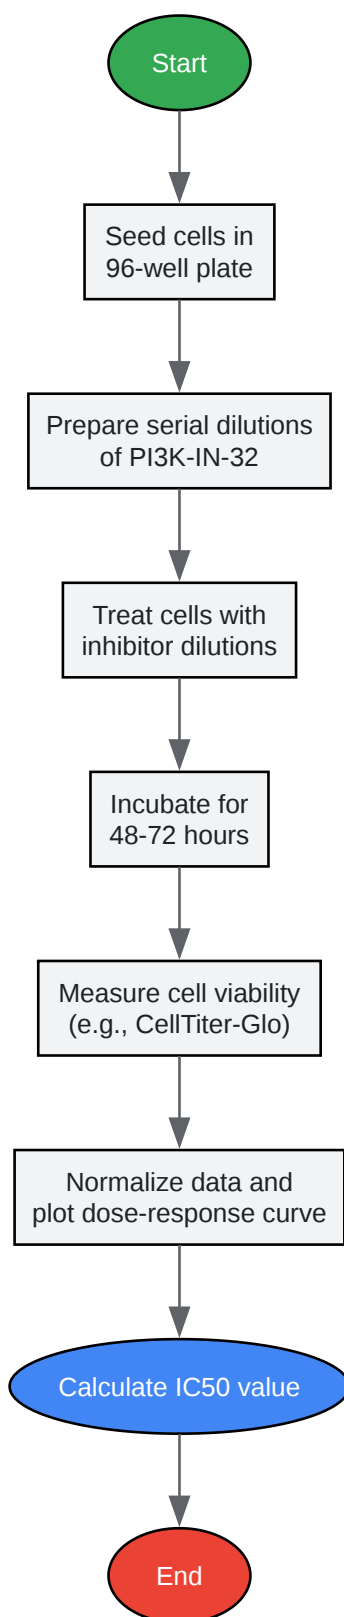 Start
Seed cells in
96-well plate
Prepare serial dilutions
of PI3K-IN-32
Treat cells with
inhibitor dilutions
Incubate for
48-72 hours
Measure cell viability
(e.g., CellTiter-Glo)
Normalize data and
plot dose-response curve
Calculate IC50 value
End